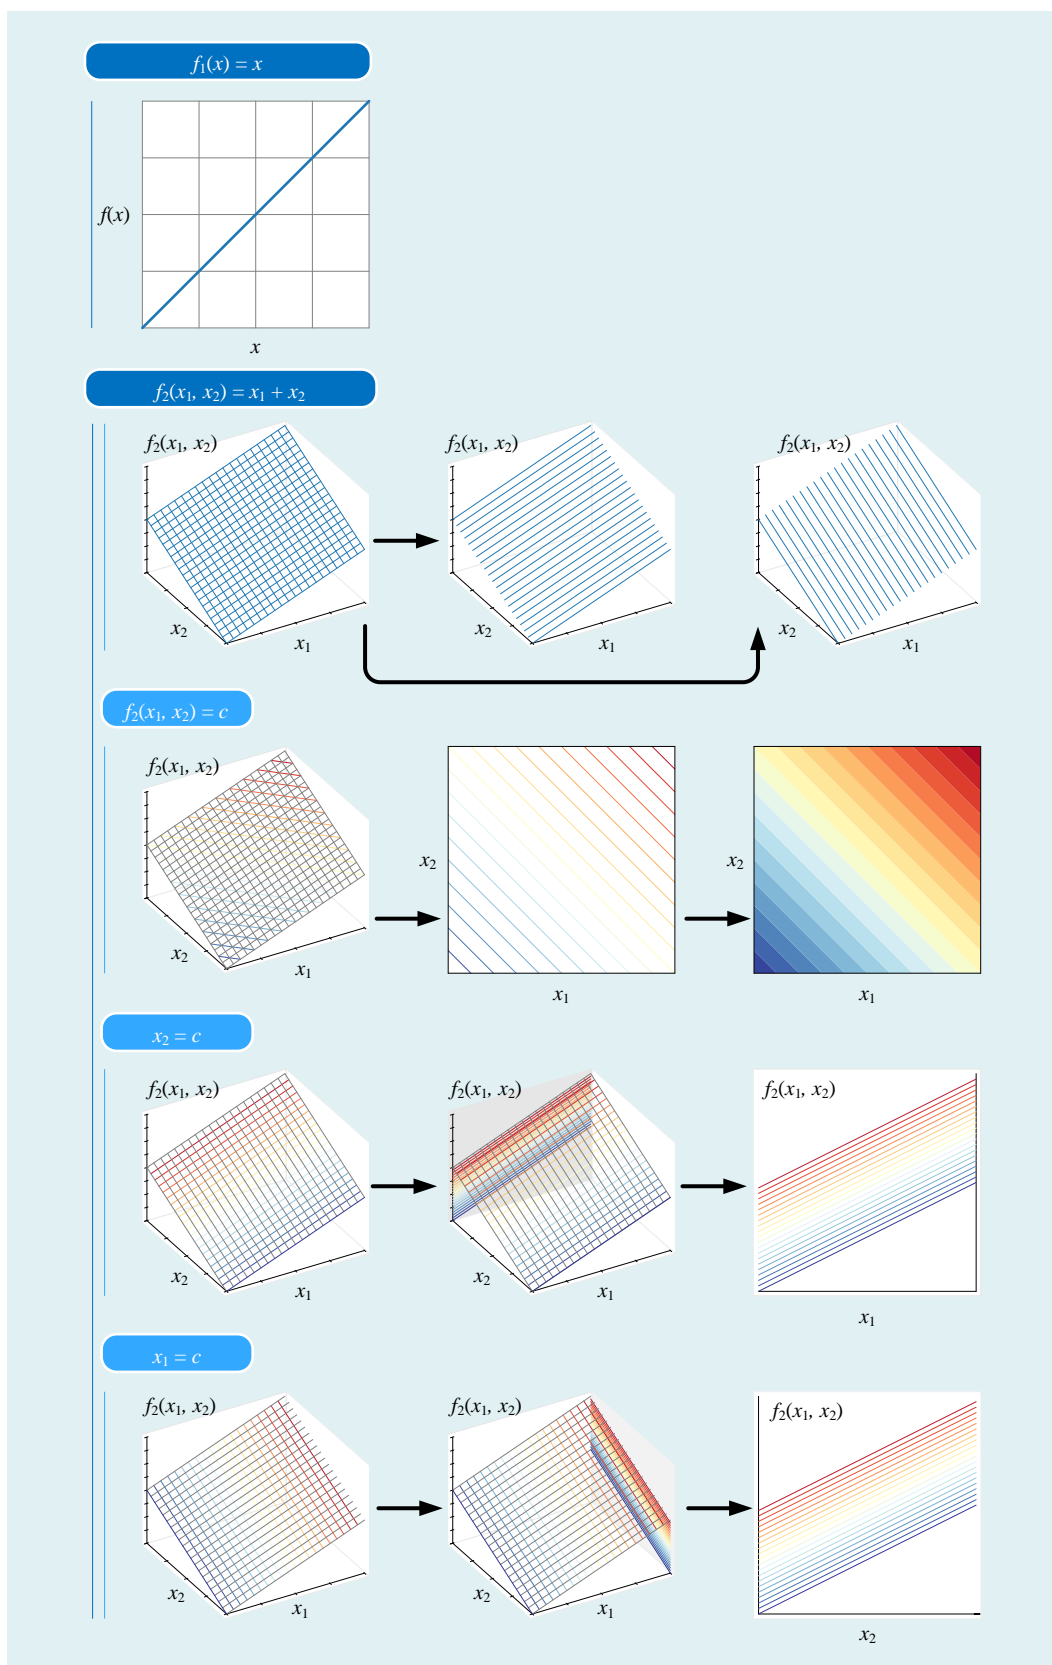 f₁(x) = x
f(x)
x
f₂(x₁, x₂) = x₁ + x₂
f₂(x₁, x₂) f₂(x₁, x₂) f₂(x₁, x₂)
x₂ x₁ x₂ x₁ x₂ x₁
f₂(x₁, x₂) = c
f₂(x₁, x₂)
x₂ x₂
x₂ x₁
x₁ x₁
x₂ = c
f₂(x₁, x₂) f₂(x₁, x₂) f₂(x₁, x₂)
x₂ x₁ x₂ x₁
x₁
x₁ = c
f₂(x₁, x₂) f₂(x₁, x₂) f₂(x₁, x₂)
x₂ x₁ x₂ x₁
x₂